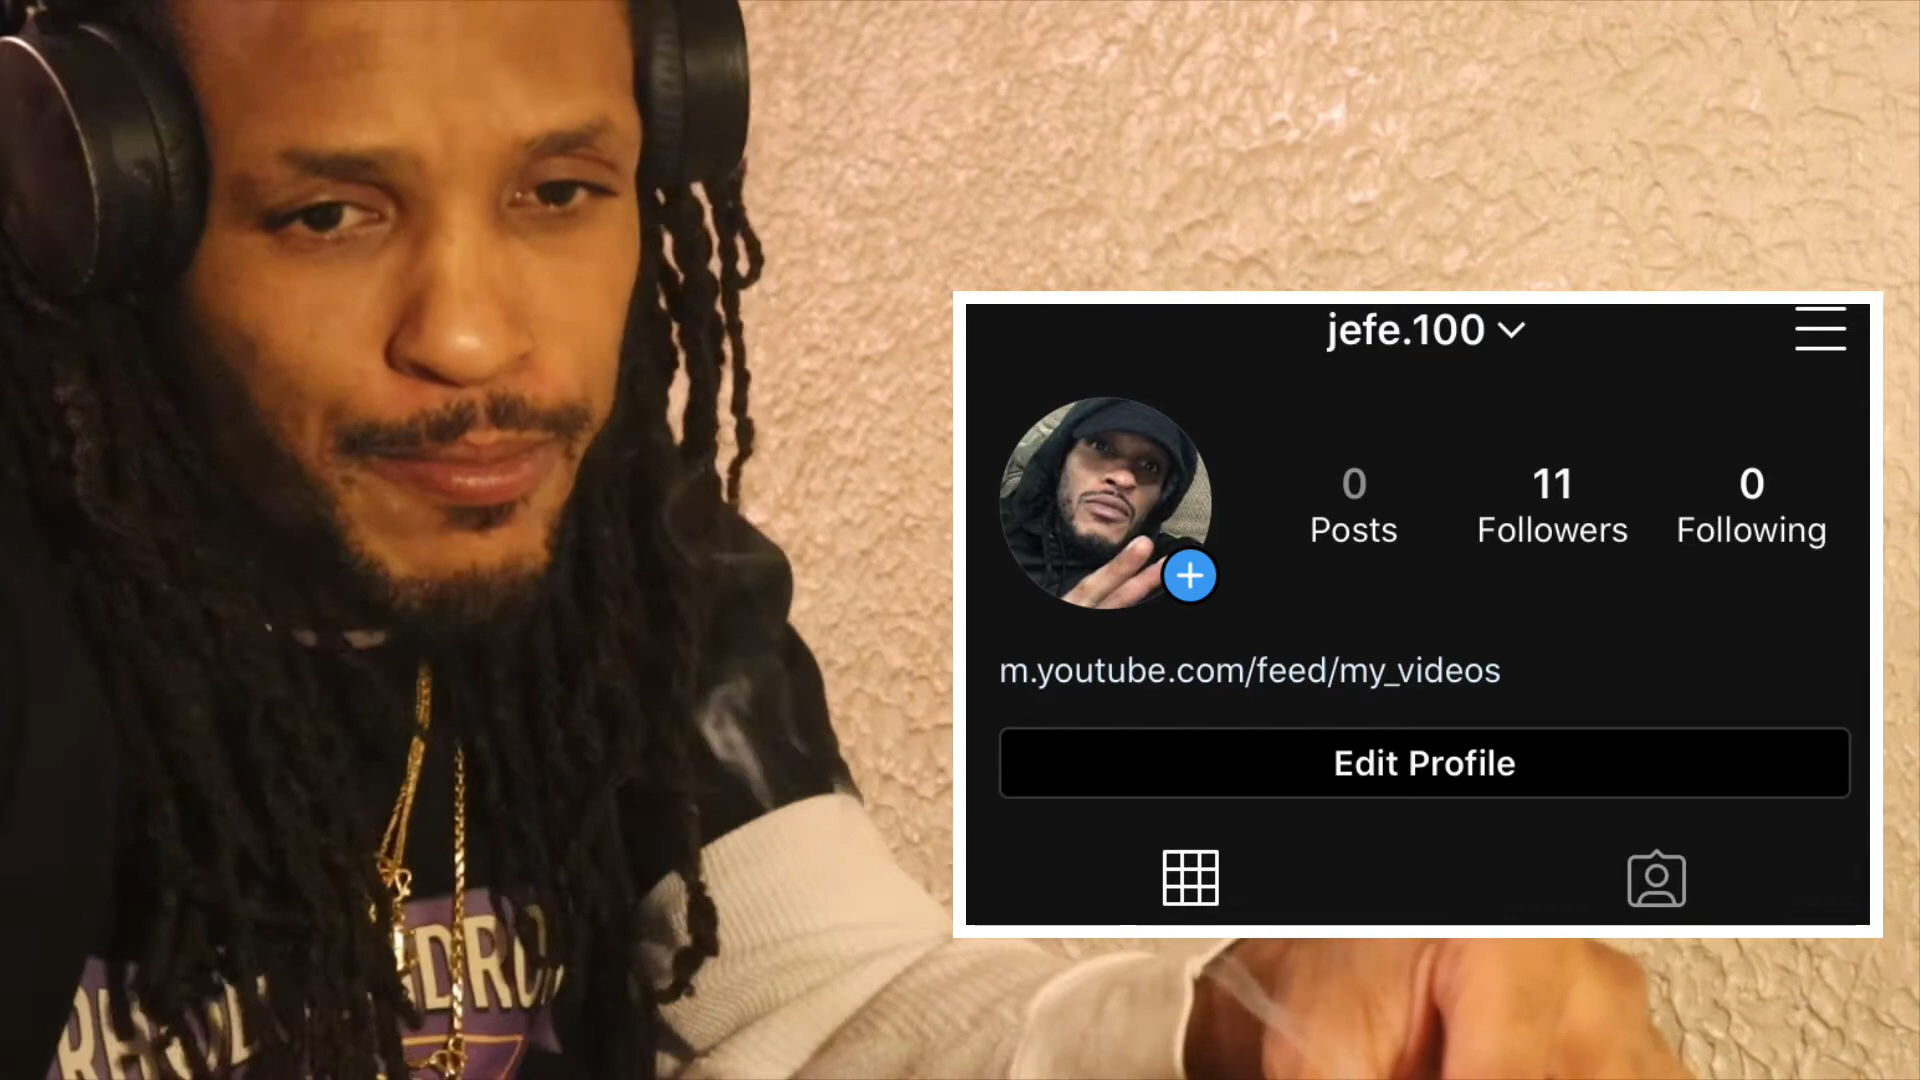 jefe.100
0
11
0
Posts
Followers
Following
m.youtube.com/feed/my_videos
Edit Profile